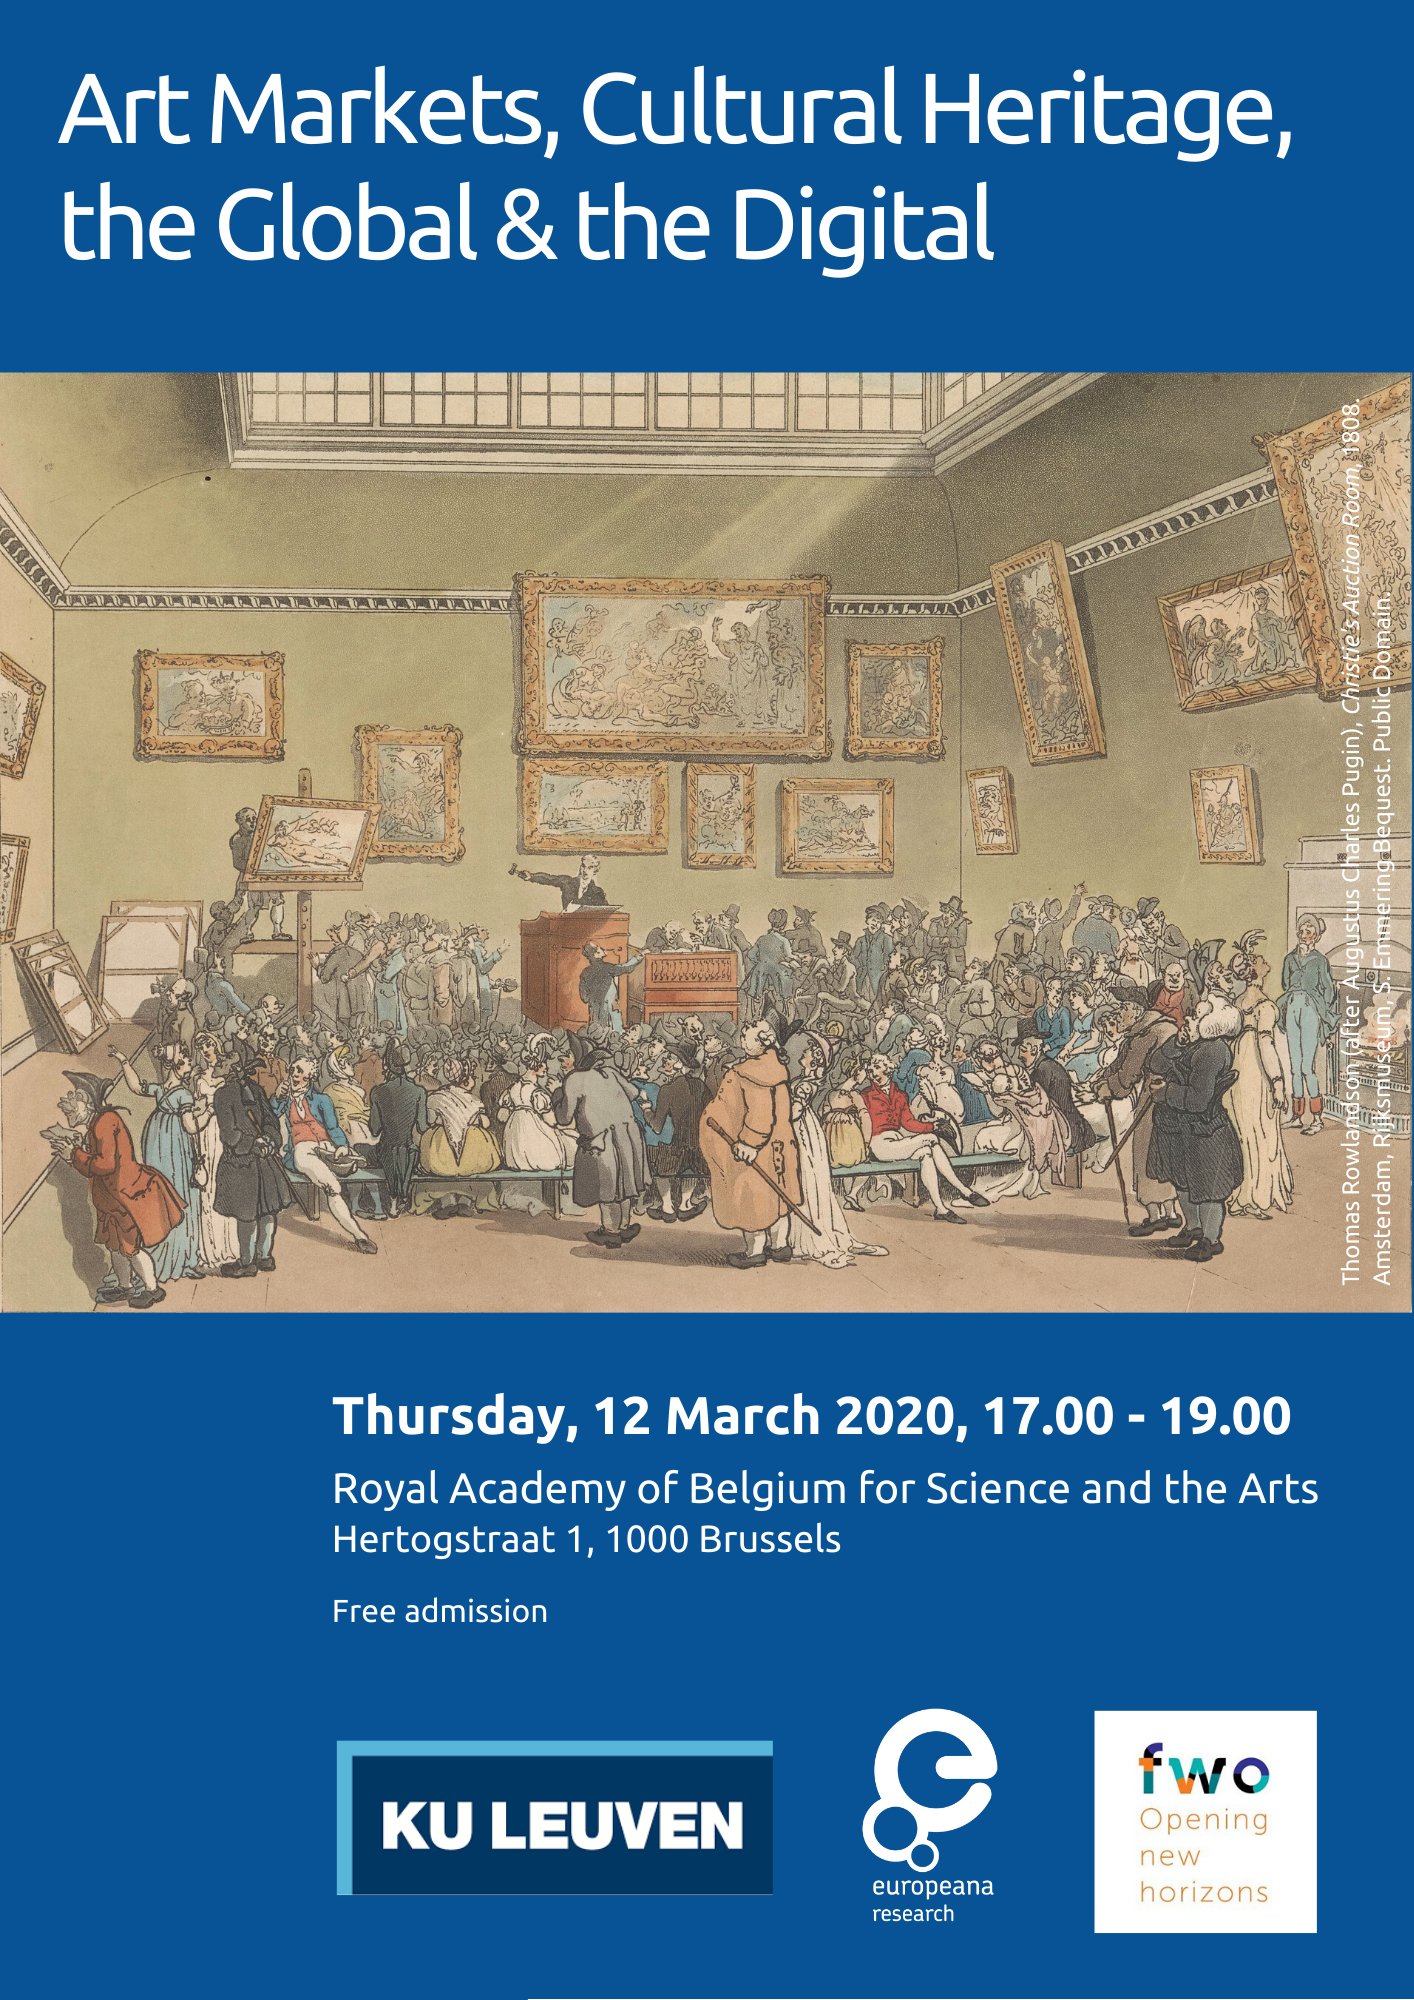 Art Markets, Cultural Heritage,
the Global & the Digital
Thomas Rowlandson (after Augustus Charles Pugin), Christie's Auction Room, 1808.
Amsterdam, Rijksmuseum, S. Emmering Bequest. Public Domain.
Thursday, 12 March 2020, 17.00 - 19.00
Royal Academy of Belgium for Science and the Arts
Hertogstraat 1, 1000 Brussels
Free admission
KU LEUVEN
europeana
research
fwo
Opening
new
horizons